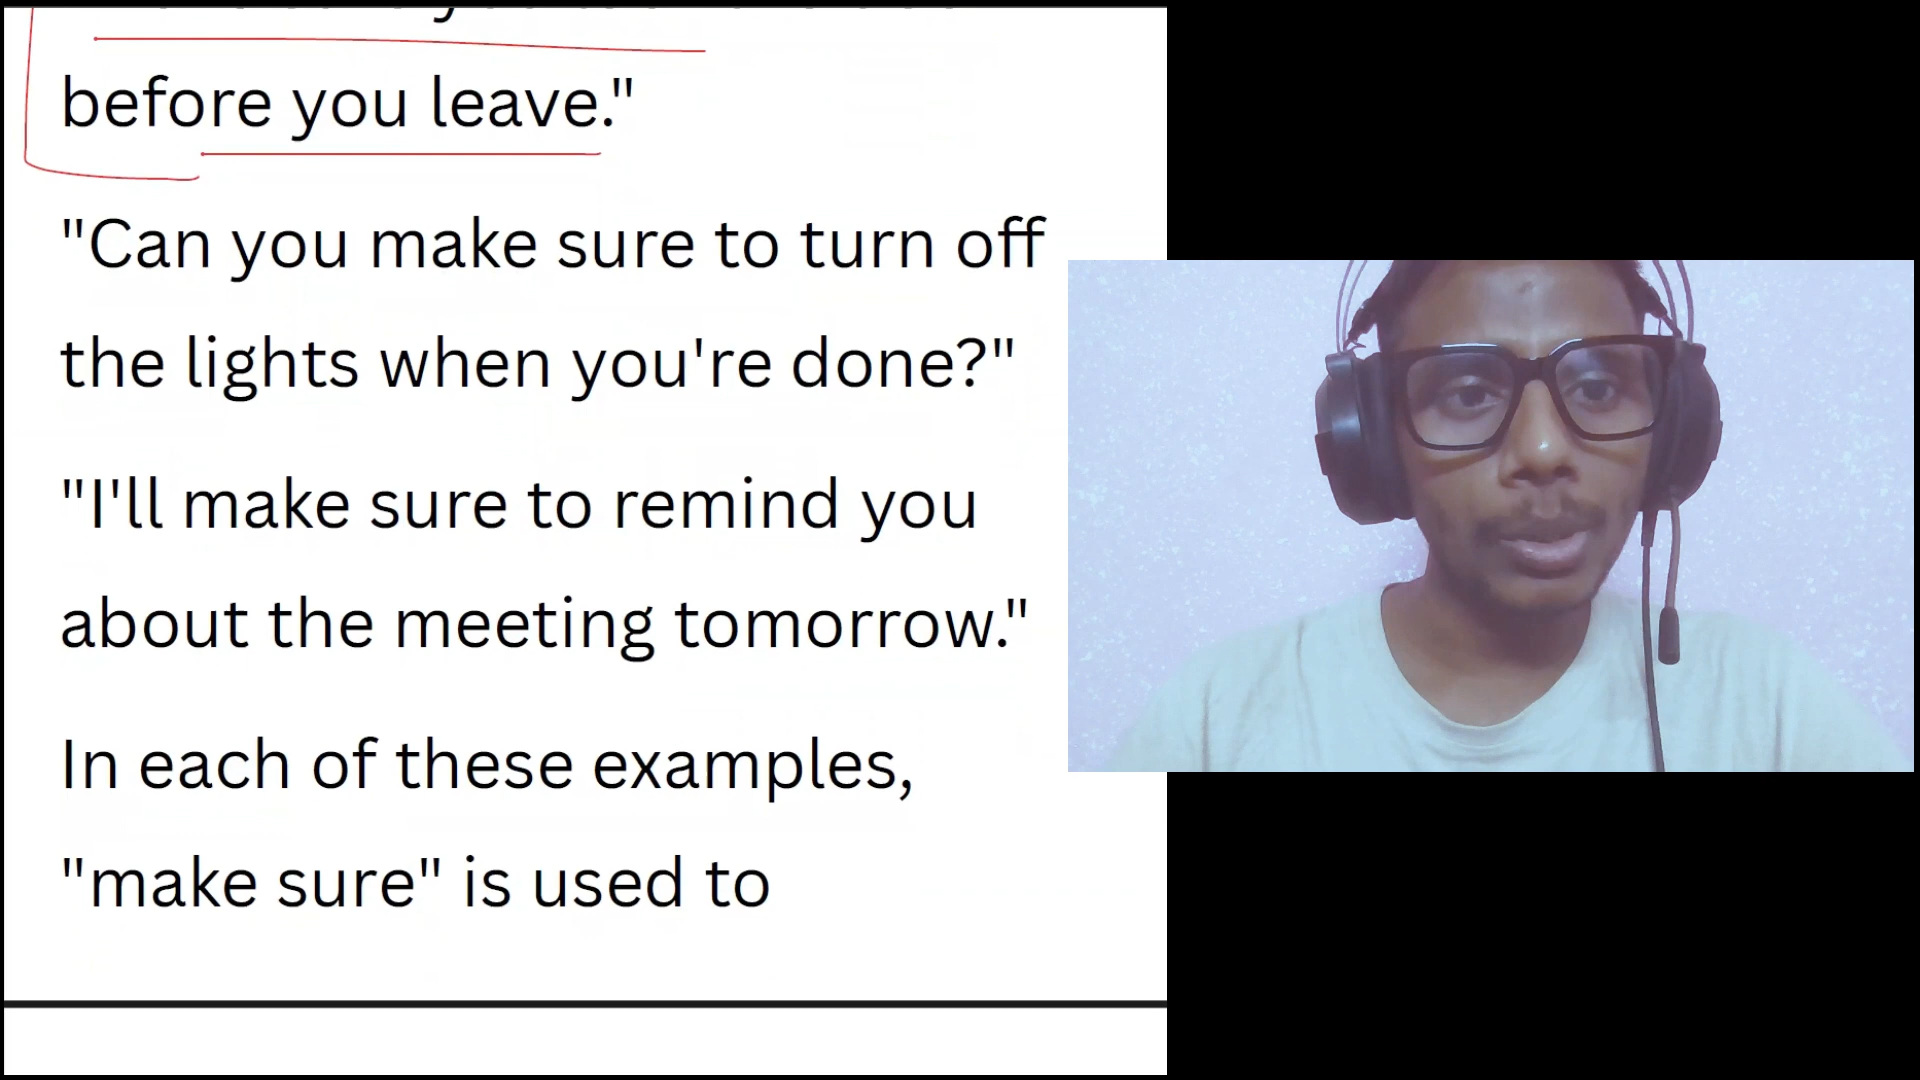 before you leave."
"Can you make sure to turn off
the lights when you're done?"
"I'll make sure to remind you
about the meeting tomorrow."
In each of these examples,
"make sure" is used to